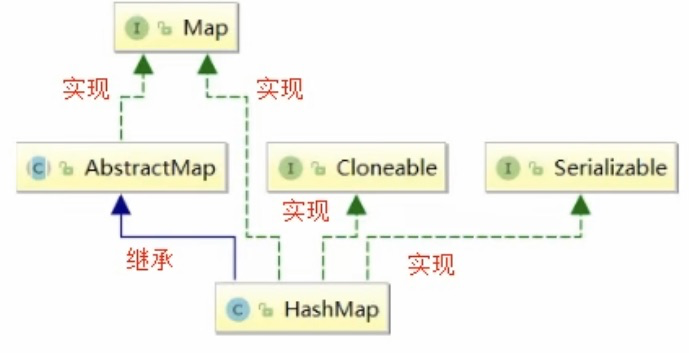 I Map
实现 实现
C AbstractMap I Cloneable I Serializable
实现
继承 实现
C HashMap